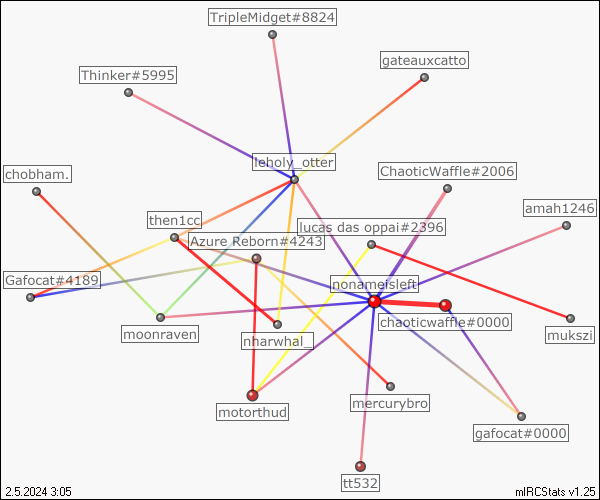 TripleMidget#8824
gateauxcatto
Thinker#5995
leholy_otter
ChaoticWaffle#2006
chobham.
amah1246
then1cc
lucas das oppai#2396
Azure Reborn#4243
Gafocat#4189
nonameisleft
chaoticwaffle#0000
moonraven
nharwhal_
mukszi
motorthud
mercurybro
gafocat#0000
tt532
2.5.2024 3:05
mIRCStats v1.25